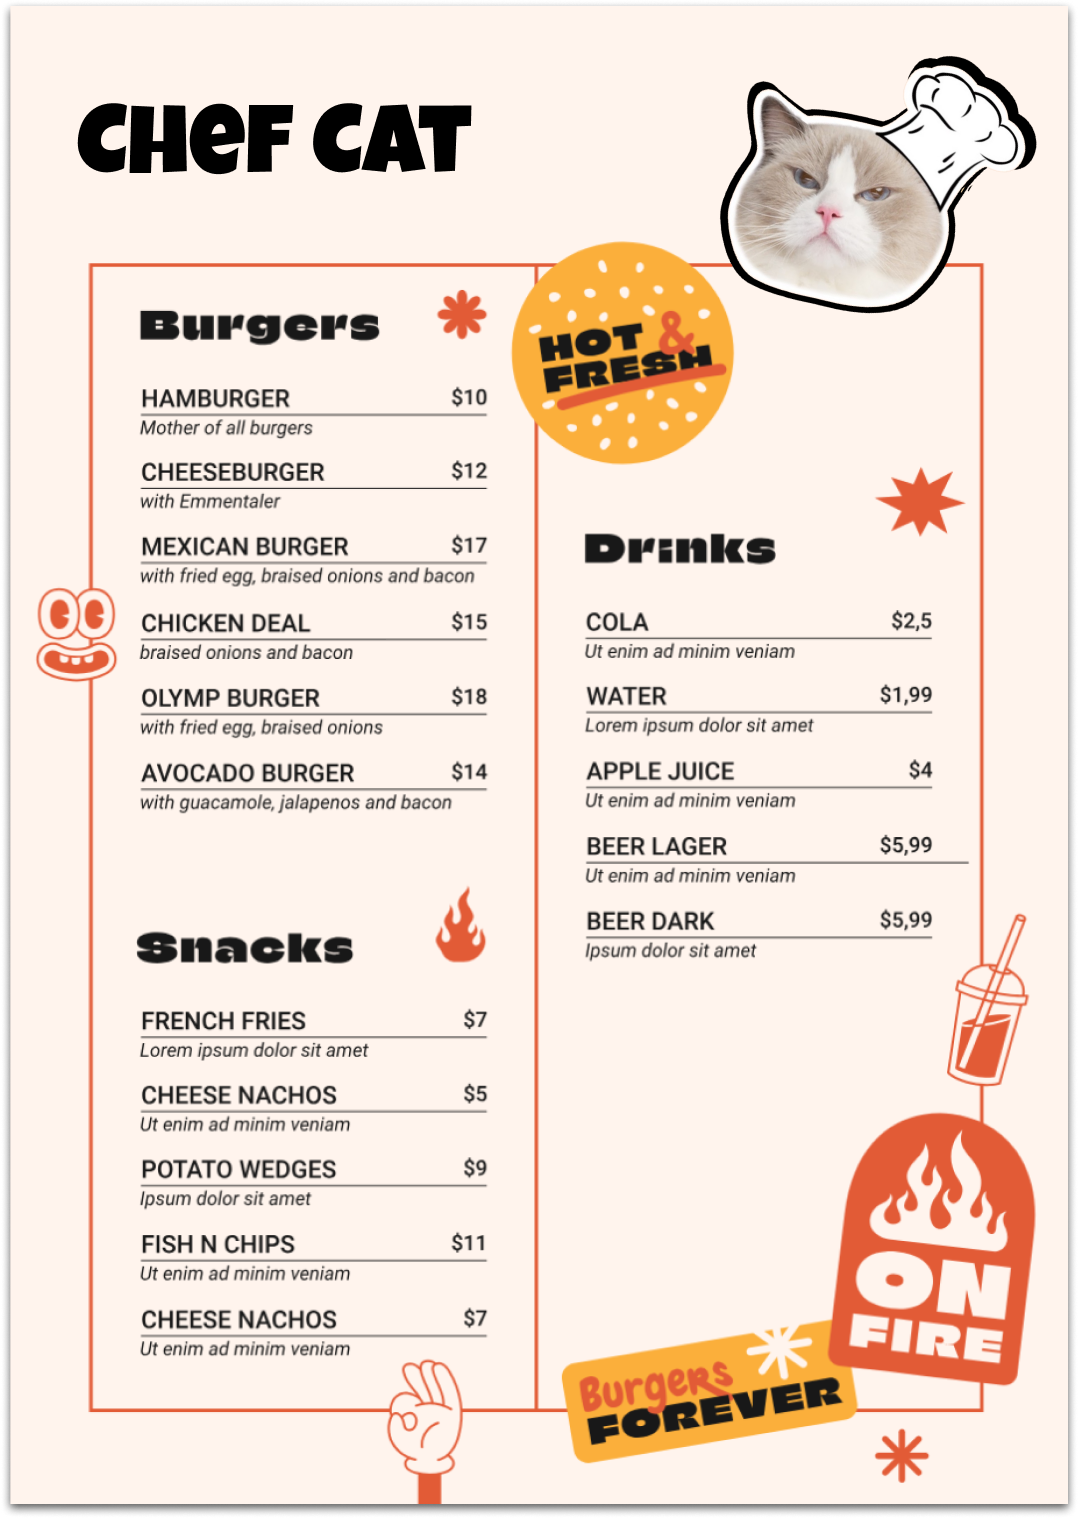 CHeF CAT
HOT &
FRESH
Burgers
HAMBURGER $10
Mother of all burgers
CHEESEBURGER $12
with Emmentaler
MEXICAN BURGER $17
with fried egg, braised onions and bacon
CHICKEN DEAL $15
braised onions and bacon
OLYMP BURGER $18
with fried egg, braised onions
AVOCADO BURGER $14
with guacamole, jalapenos and bacon
Snacks
FRENCH FRIES $7
Lorem ipsum dolor sit amet
CHEESE NACHOS $5
Ut enim ad minim veniam
POTATO WEDGES $9
Ipsum dolor sit amet
FISH N CHIPS $11
Ut enim ad minim veniam
CHEESE NACHOS $7
Ut enim ad minim veniam
Drinks
COLA $2,5
Ut enim ad minim veniam
WATER $1,99
Lorem ipsum dolor sit amet
APPLE JUICE $4
Ut enim ad minim veniam
BEER LAGER $5,99
Ut enim ad minim veniam
BEER DARK $5,99
Ipsum dolor sit amet
ON
FIRE
Burgers
FOREVER